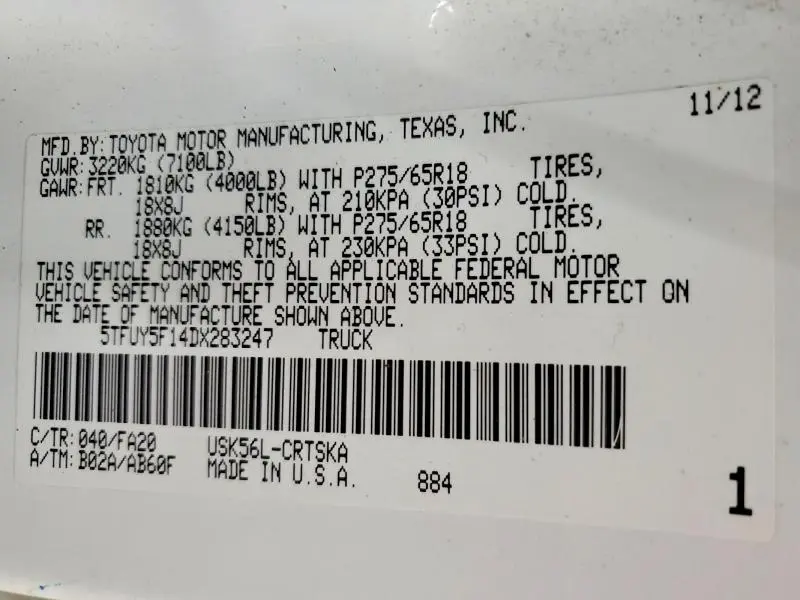 11/12
MFD.BY: TOYOTA MOTOR MANUFACTURING, TEXAS, INC.
GVWR: 3220KG (7100LB)
GAWR: FRT. 1810KG (4000LB) WITH P275/65R18 TIRES,
18X8J RIMS, AT 210KPA (30PSI) COLD.
RR. 1880KG (4150LB) WITH P275/65R18 TIRES,
18X8J RIMS, AT 230KPA (33PSI) COLD.
THIS VEHICLE CONFORMS TO ALL APPLICABLE FEDERAL MOTOR
VEHICLE SAFETY AND THEFT PREVENTION STANDARDS IN EFFECT ON
THE DATE OF MANUFACTURE SHOWN ABOVE.
5TFUY5F14DX283247 TRUCK
C/TR: 040/FA20 USK56L-CRTSKA
A/TM: B02A/AB60F MADE IN U.S.A. 884
1